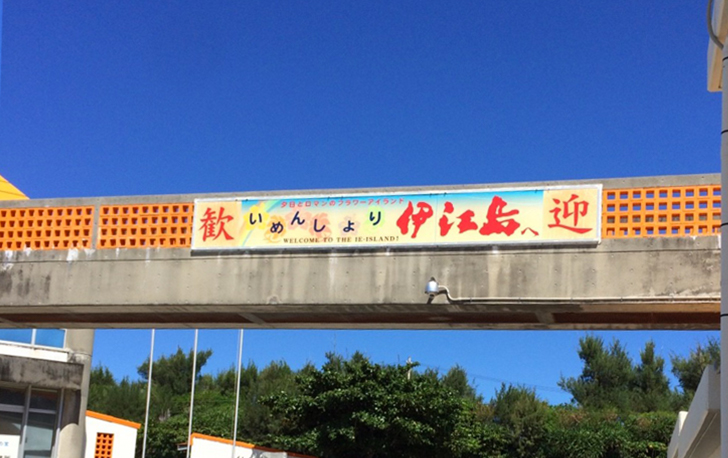 夕日とロマンのフラワーアイランド
歓 いめんしょり 伊江島へ 迎
WELCOME TO THE IE-ISLAND!